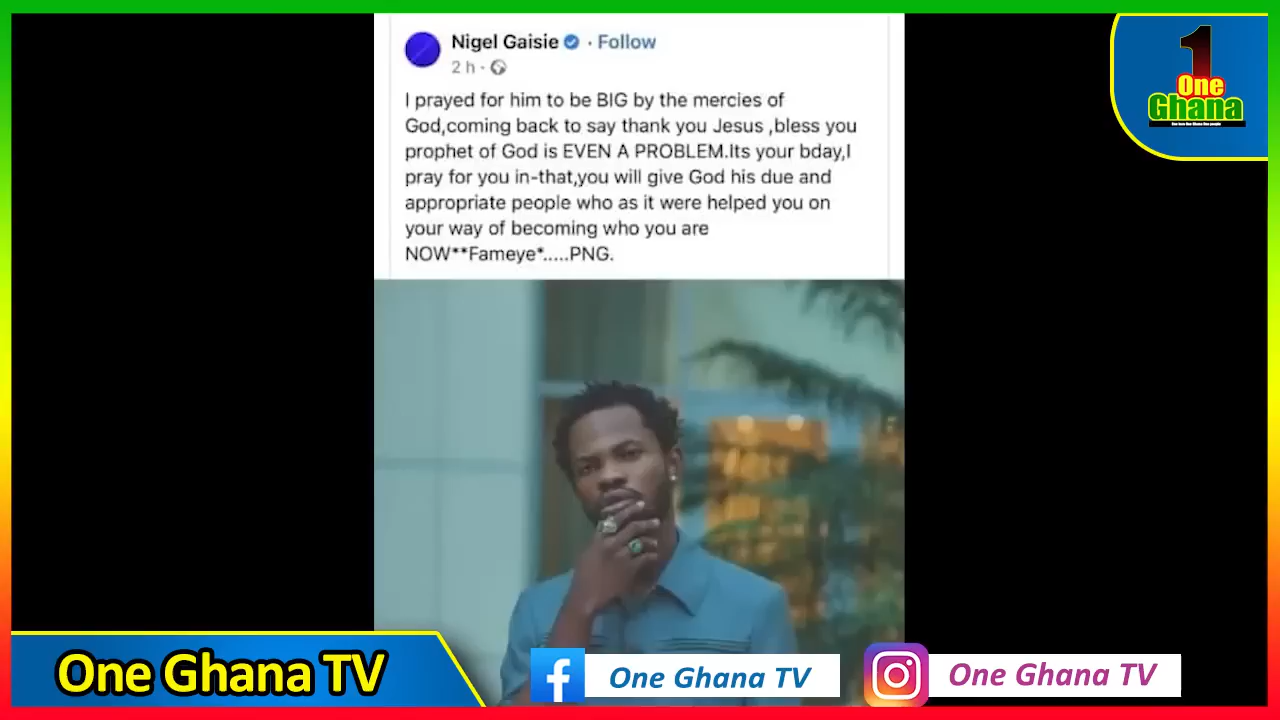 Nigel Gaisie · Follow
2 h ·
I prayed for him to be BIG by the mercies of
God,coming back to say thank you Jesus ,bless you
prophet of God is EVEN A PROBLEM.Its your bday,I
pray for you in-that,you will give God his due and
appropriate people who as it were helped you on
your way of becoming who you are
NOW**Fameye*.....PNG.
1
One
Ghana
One Ghana TV
One Ghana TV
One Ghana TV